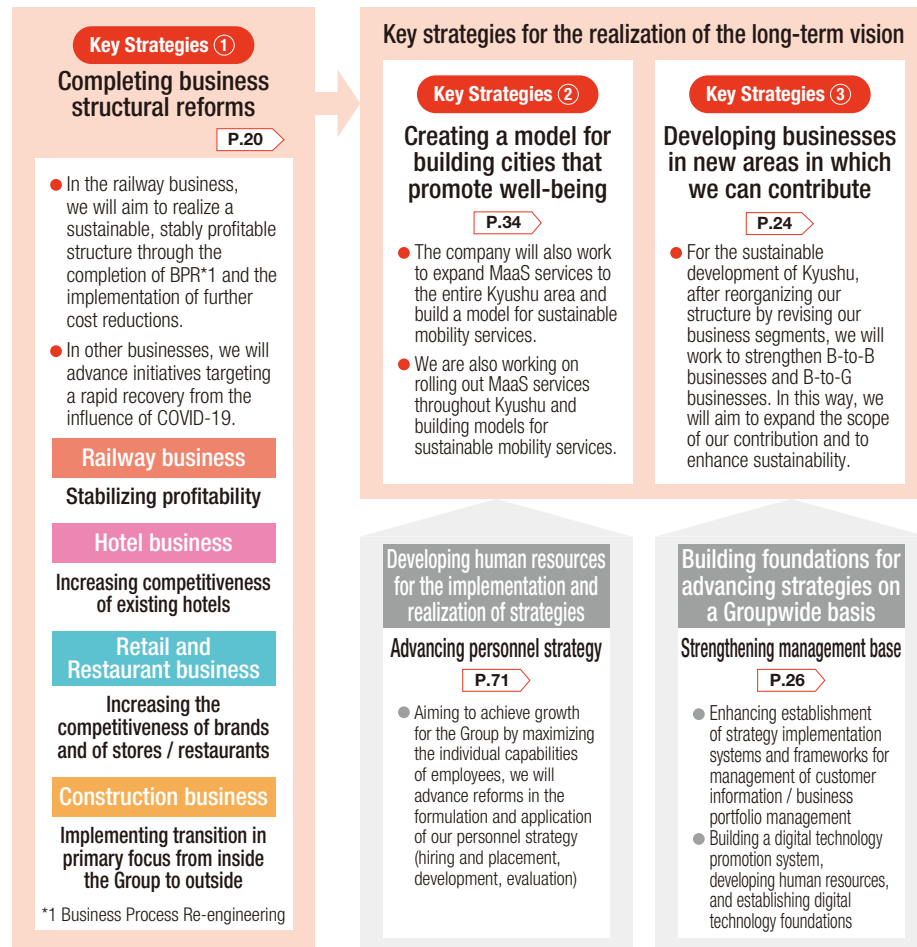 Key Strategies ①
Completing business
structural reforms
P.20
● In the railway business,
we will aim to realize a
sustainable, stably profitable
structure through the
completion of BPR*1 and the
implementation of further
cost reductions.
● In other businesses, we will
advance initiatives targeting
a rapid recovery from the
influence of COVID-19.
Railway business
Stabilizing profitability
Hotel business
Increasing competitiveness
of existing hotels
Retail and
Restaurant business
Increasing the
competitiveness of brands
and of stores / restaurants
Construction business
Implementing transition in
primary focus from inside
the Group to outside
*1 Business Process Re-engineering
Key strategies for the realization of the long-term vision
Key Strategies ②
Creating a model for
building cities that
promote well-being
P.34
● The company will also work
to expand MaaS services to
the entire Kyushu area and
build a model for sustainable
mobility services.
● We are also working on
rolling out MaaS services
throughout Kyushu and
building models for
sustainable mobility services.
Key Strategies ③
Developing businesses
in new areas in which
we can contribute
P.24
● For the sustainable
development of Kyushu,
after reorganizing our
structure by revising our
business segments, we will
work to strengthen B-to-B
businesses and B-to-G
businesses. In this way, we
will aim to expand the scope
of our contribution and to
enhance sustainability.
Developing human resources
for the implementation and
realization of strategies
Advancing personnel strategy
P.71
● Aiming to achieve growth
for the Group by maximizing
the individual capabilities
of employees, we will
advance reforms in the
formulation and application
of our personnel strategy
(hiring and placement,
development, evaluation)
Building foundations for
advancing strategies on
a Groupwide basis
Strengthening management base
P.26
● Enhancing establishment
of strategy implementation
systems and frameworks for
management of customer
information / business
portfolio management
● Building a digital technology
promotion system,
developing human resources,
and establishing digital
technology foundations